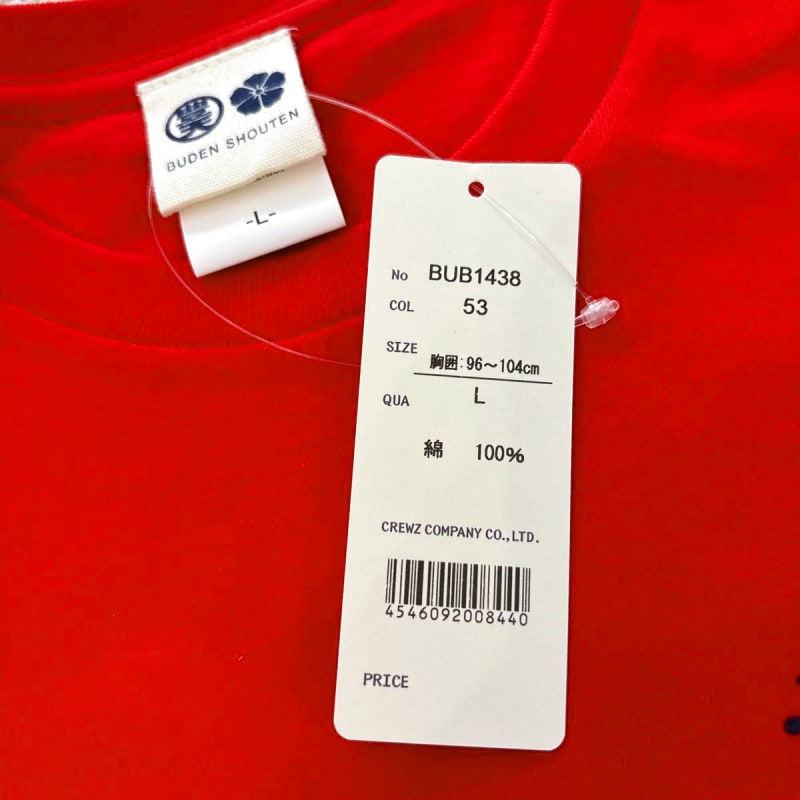 BUDEN SHOUTEN
-L-
No BUB1438
COL 53
SIZE 胸囲:96〜104cm
L
QUA
綿 100%
CREWZ COMPANY CO.,LTD.
4546092008440
PRICE